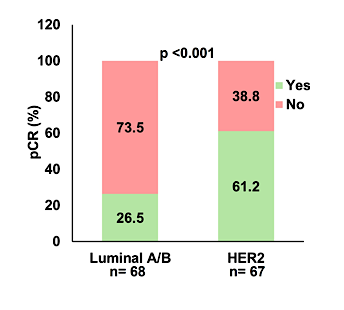 120
100
80
60
40
20
0
pCR (%)
p <0.001
73.5
26.5
38.8
61.2
Yes
No
Luminal A/B
n= 68
HER2
n= 67